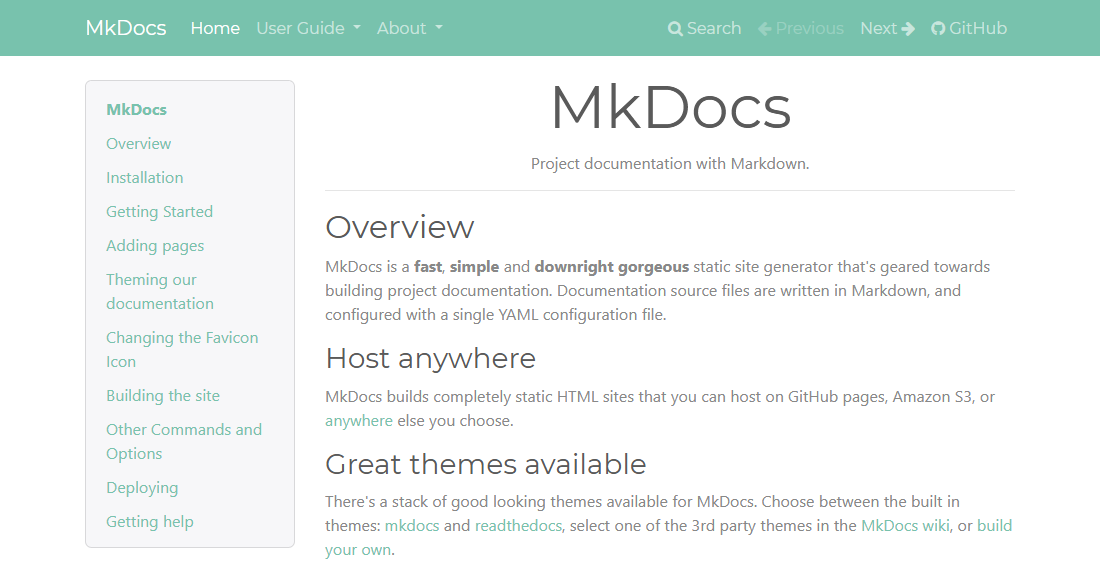 MkDocs Home User Guide About Search Previous Next GitHub
MkDocs
Overview
Installation
Getting Started
Adding pages
Theming our
documentation
Changing the Favicon
Icon
Building the site
Other Commands and
Options
Deploying
Getting help
MkDocs
Project documentation with Markdown.
Overview
MkDocs is a fast, simple and downright gorgeous static site generator that's geared towards
building project documentation. Documentation source files are written in Markdown, and
configured with a single YAML configuration file.
Host anywhere
MkDocs builds completely static HTML sites that you can host on GitHub pages, Amazon S3, or
anywhere else you choose.
Great themes available
There's a stack of good looking themes available for MkDocs. Choose between the built in
themes: mkdocs and readthedocs, select one of the 3rd party themes in the MkDocs wiki, or build
your own.